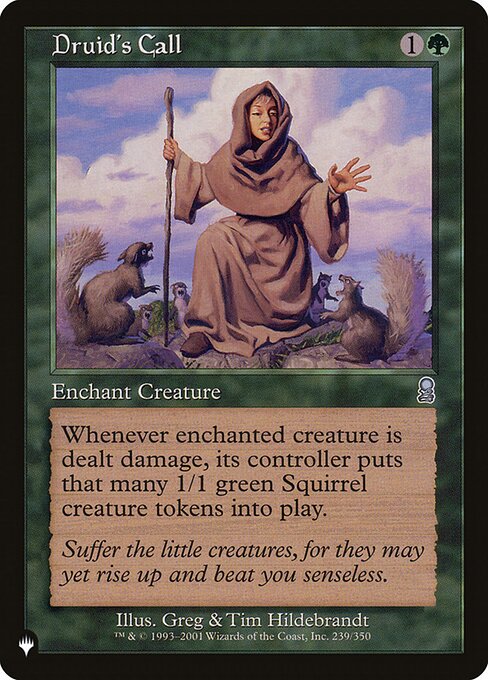 Druid's Call 1
Enchant Creature
Whenever enchanted creature is
dealt damage, its controller puts
that many 1/1 green Squirrel
creature tokens into play.
Suffer the little creatures, for they may
yet rise up and beat you senseless.
Illus. Greg & Tim Hildebrandt
™ & © 1993–2001 Wizards of the Coast, Inc. 239/350